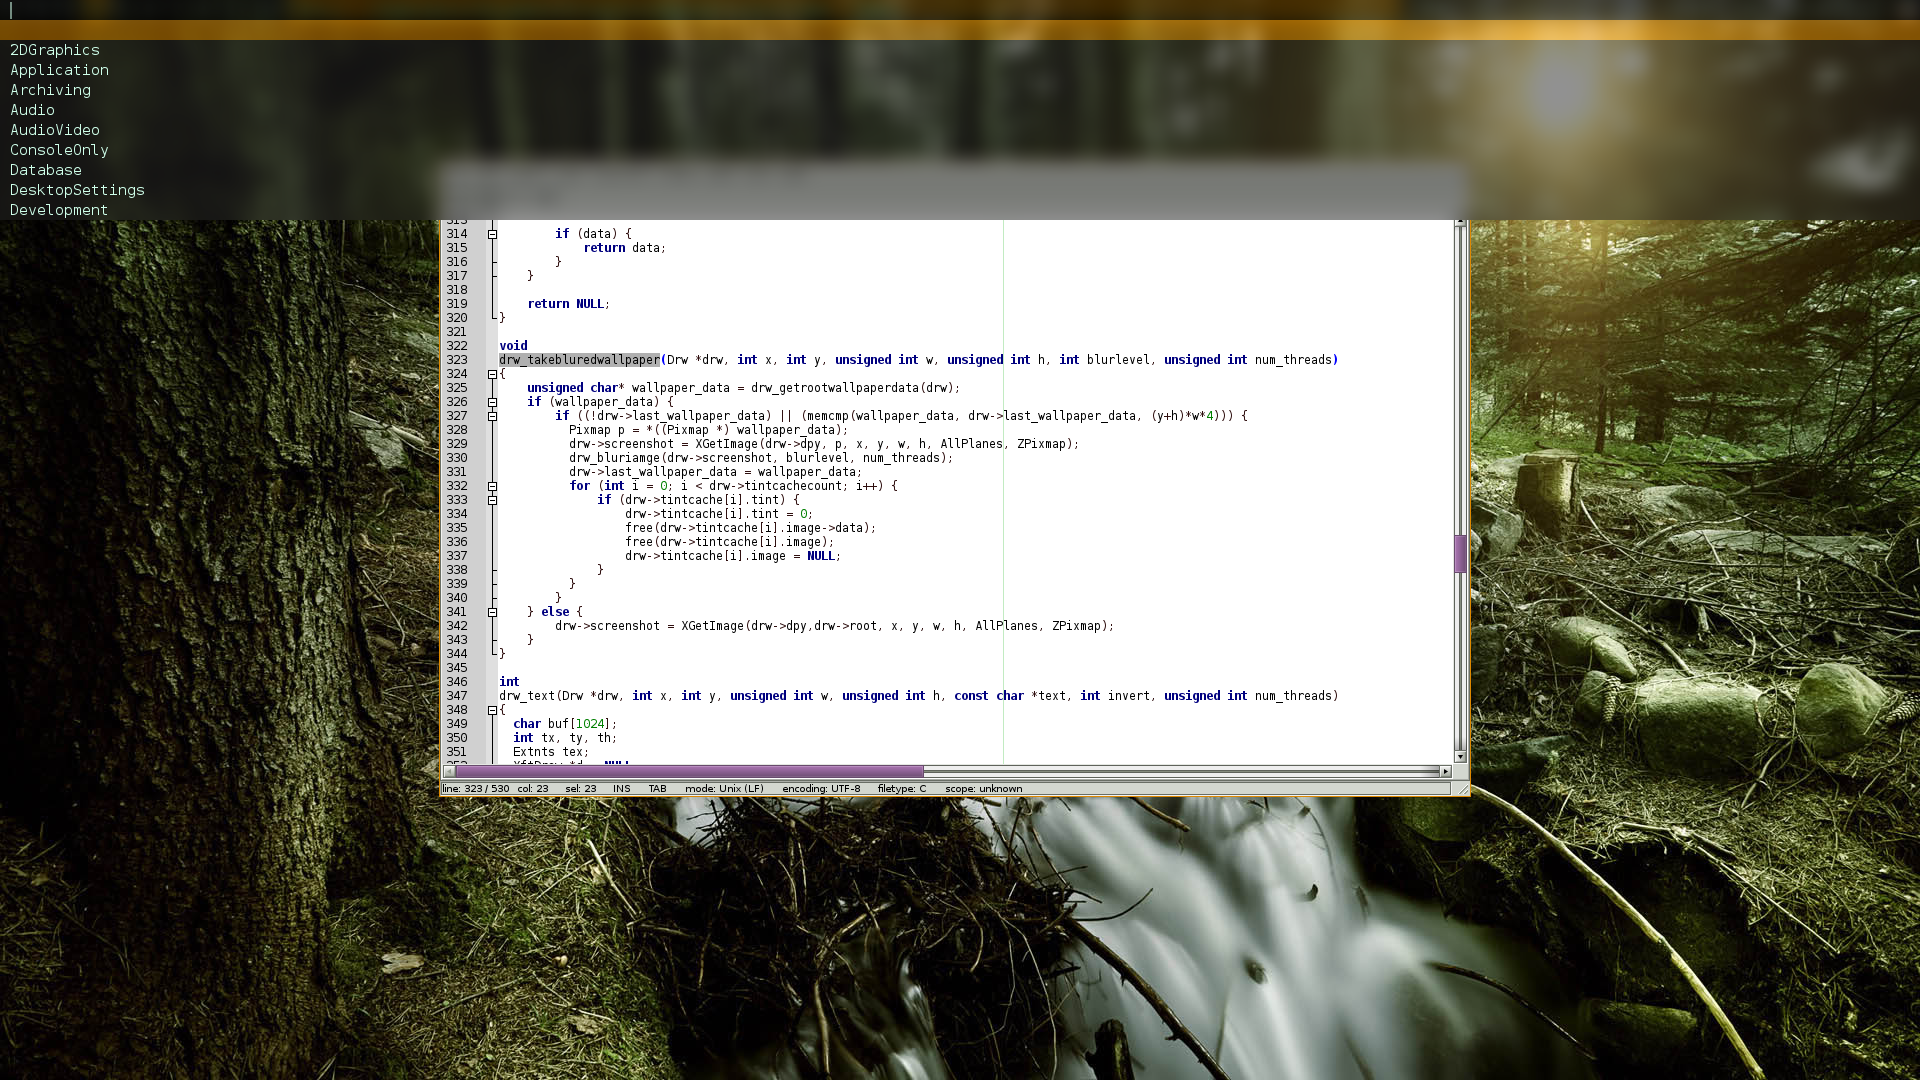 2DGraphics
Application
Archiving
Audio
AudioVideo
ConsoleOnly
Database
DesktopSettings
Development
314 if (data) {
315 return data;
316 }
317 }
318
319 return NULL;
320 }
321
322 void
323 drw_takebluredwallpaper(Drw *drw, int x, int y, unsigned int w, unsigned int h, int blurlevel, unsigned int num_threads)
324 {
325 unsigned char* wallpaper_data = drw_getrootwallpaperdata(drw);
326 if (wallpaper_data) {
327 if ((!drw->last_wallpaper_data) || (memcmp(wallpaper_data, drw->last_wallpaper_data, (y+h)*w*4))) {
328 Pixmap p = *((Pixmap *) wallpaper_data);
329 drw->screenshot = XGetImage(drw->dpy, p, x, y, w, h, AllPlanes, ZPixmap);
330 drw_bluriamge(drw->screenshot, blurlevel, num_threads);
331 drw->last_wallpaper_data = wallpaper_data;
332 for (int i = 0; i < drw->tintcachecount; i++) {
333 if (drw->tintcache[i].tint) {
334 drw->tintcache[i].tint = 0;
335 free(drw->tintcache[i].image->data);
336 free(drw->tintcache[i].image);
337 drw->tintcache[i].image = NULL;
338 }
339 }
340 }
341 } else {
342 drw->screenshot = XGetImage(drw->dpy,drw->root, x, y, w, h, AllPlanes, ZPixmap);
343 }
344 }
345
346 int
347 drw_text(Drw *drw, int x, int y, unsigned int w, unsigned int h, const char *text, int invert, unsigned int num_threads)
348 {
349 char buf[1024];
350 int tx, ty, th;
351 Extnts tex;
line: 323 / 530 col: 23 sel: 23 INS TAB mode: Unix (LF) encoding: UTF-8 filetype: C scope: unknown